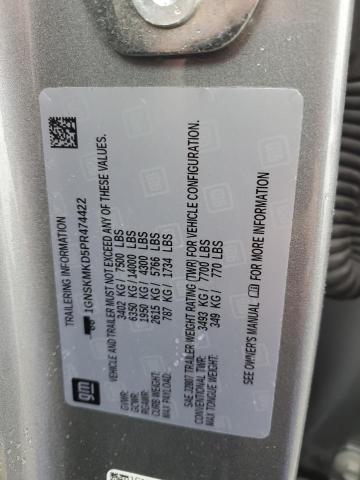 TRAILERING INFORMATION
1GNSKMKD5PR474422
VEHICLE AND TRAILER MUST NOT EXCEED ANY OF THESE VALUES.
GVWR: 3402 KG / 7500 LBS
GCWR: 6350 KG / 14000 LBS
RGAWR: 1950 KG / 4300 LBS
CURB WEIGHT: 2615 KG / 5766 LBS
MAX PAYLOAD: 787 KG / 1734 LBS
SAE J2807 TRAILER WEIGHT RATING (TWR) FOR VEHICLE CONFIGURATION.
CONVENTIONAL TWR: 3493 KG / 7700 LBS
MAX TONGUE WEIGHT: 349 KG / 770 LBS
SEE OWNER'S MANUAL FOR MORE INFORMATION.
gm